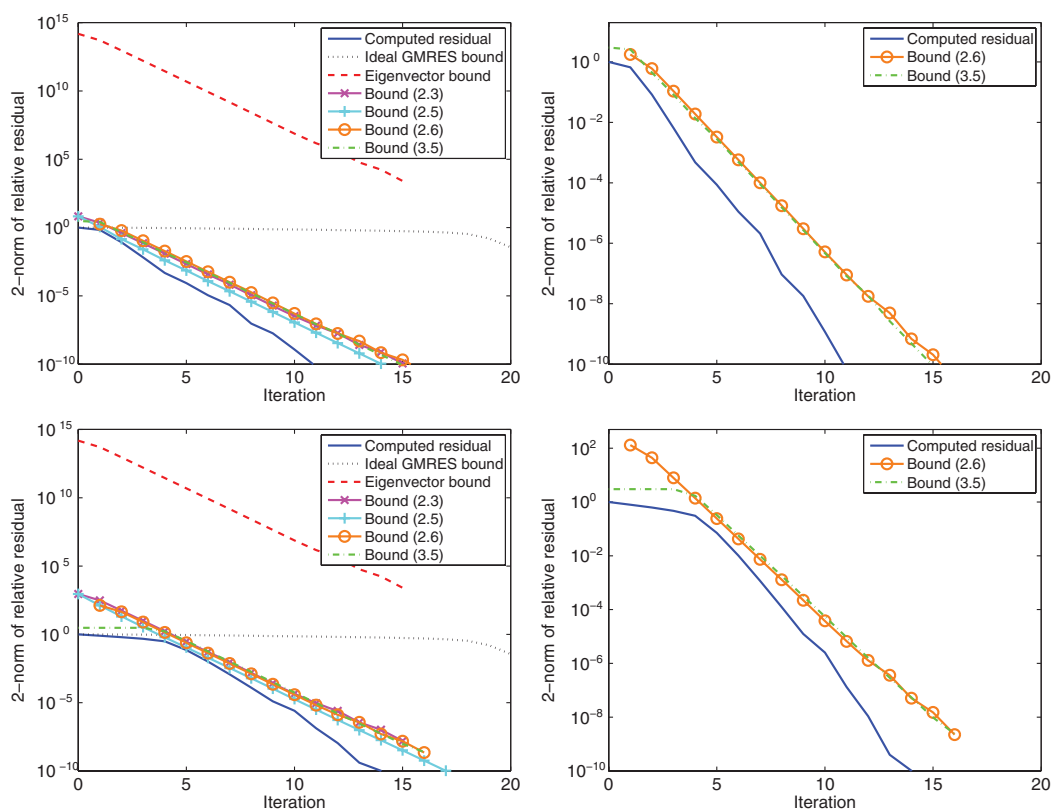 10^15
10^10
10^5
10^0
10^-5
10^-10
2−norm of relative residual
0 5 10 15 20
Iteration
Computed residual
Ideal GMRES bound
Eigenvector bound
Bound (2.3)
Bound (2.5)
Bound (2.6)
Bound (3.5)
10^0
10^-2
10^-4
10^-6
10^-8
10^-10
2−norm of relative residual
0 5 10 15 20
Iteration
Computed residual
Bound (2.6)
Bound (3.5)
10^15
10^10
10^5
10^0
10^-5
10^-10
2−norm of relative residual
0 5 10 15 20
Iteration
Computed residual
Ideal GMRES bound
Eigenvector bound
Bound (2.3)
Bound (2.5)
Bound (2.6)
Bound (3.5)
10^2
10^0
10^-2
10^-4
10^-6
10^-8
10^-10
2−norm of relative residual
0 5 10 15 20
Iteration
Computed residual
Bound (2.6)
Bound (3.5)